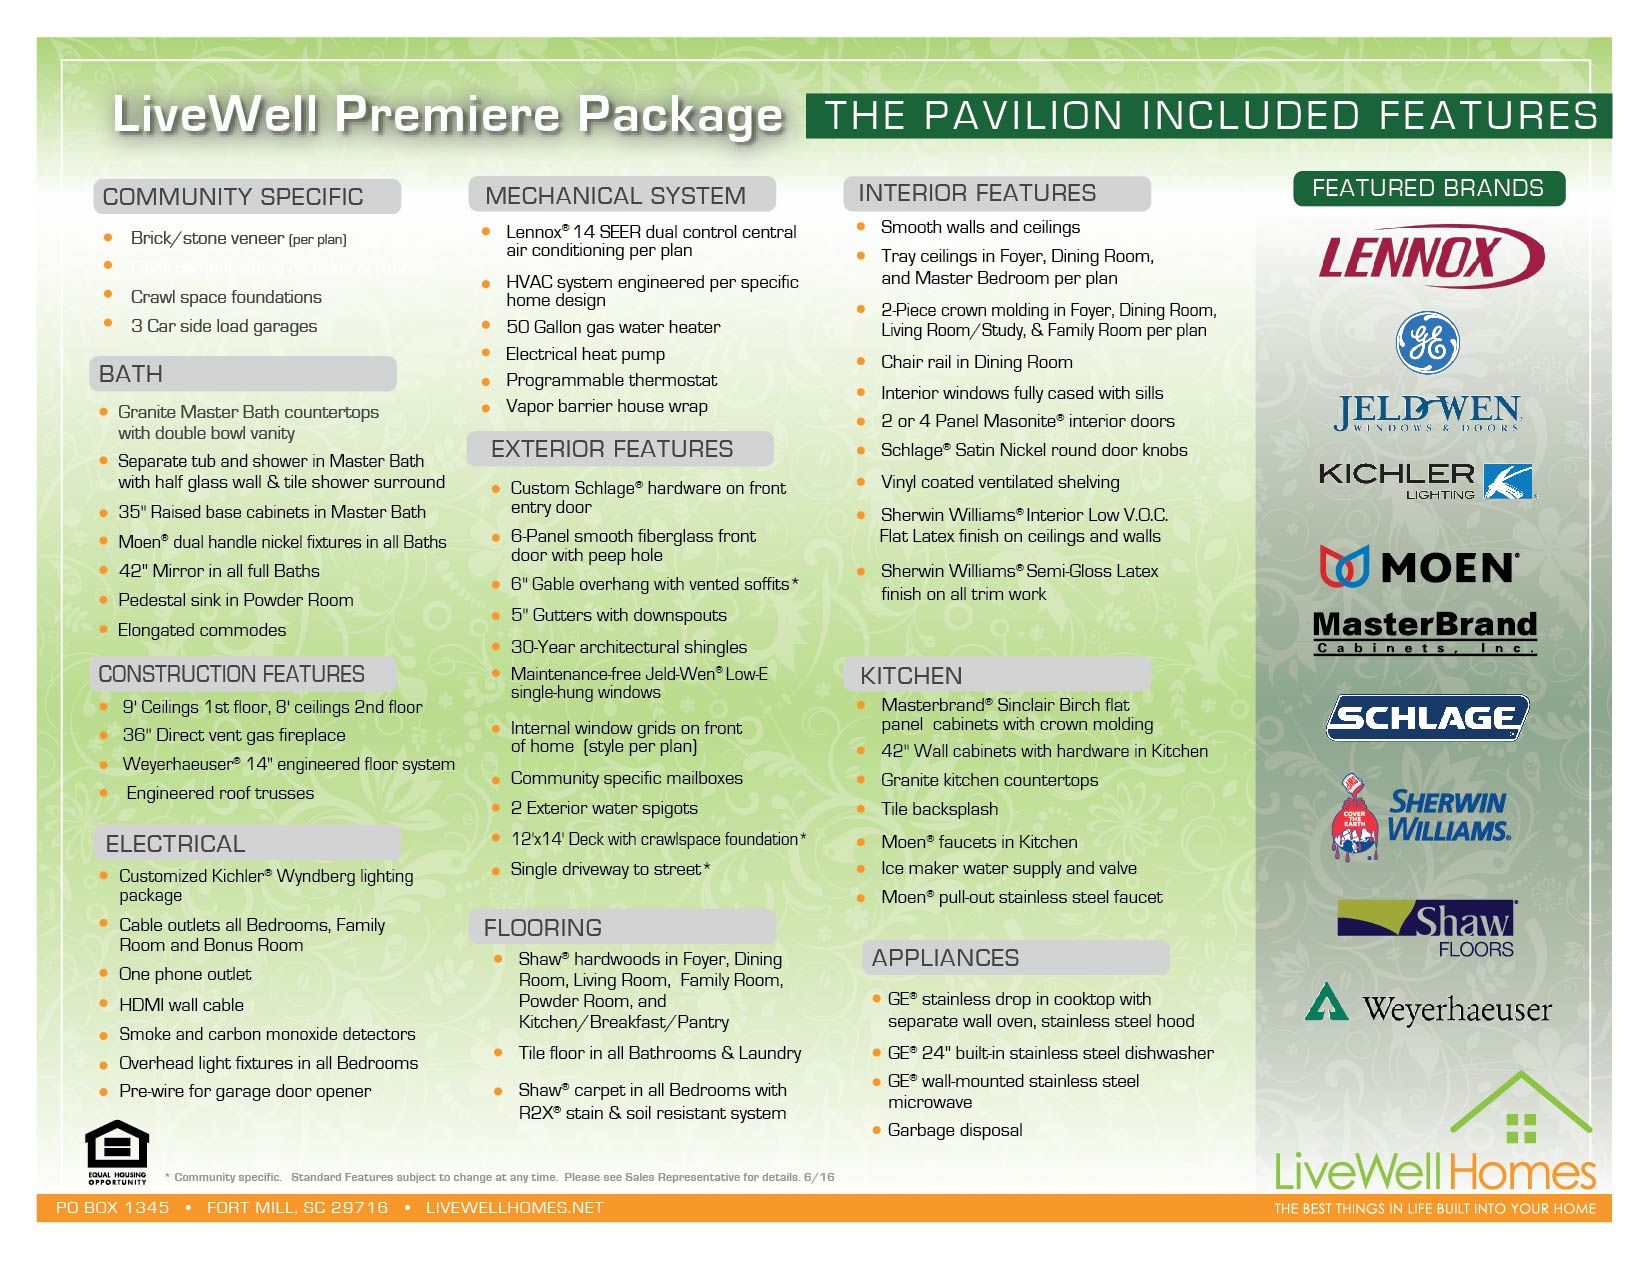 LiveWell Premiere Package
THE PAVILION INCLUDED FEATURES
COMMUNITY SPECIFIC
Brick/stone veneer (per plan)
Crawl space foundations
3 Car side load garages
BATH
Granite Master Bath countertops
with double bowl vanity
Separate tub and shower in Master Bath
with half glass wall & tile shower surround
35" Raised base cabinets in Master Bath
Moen® dual handle nickel fixtures in all Baths
42" Mirror in all full Baths
Pedestal sink in Powder Room
Elongated commodes
CONSTRUCTION FEATURES
9' Ceilings 1st floor, 8' ceilings 2nd floor
36" Direct vent gas fireplace
Weyerhaeuser® 14" engineered floor system
Engineered roof trusses
ELECTRICAL
Customized Kichler® Wyndberg lighting
package
Cable outlets all Bedrooms, Family
Room and Bonus Room
One phone outlet
HDMI wall cable
Smoke and carbon monoxide detectors
Overhead light fixtures in all Bedrooms
Pre-wire for garage door opener
MECHANICAL SYSTEM
Lennox® 14 SEER dual control central
air conditioning per plan
HVAC system engineered per specific
home design
50 Gallon gas water heater
Electrical heat pump
Programmable thermostat
Vapor barrier house wrap
EXTERIOR FEATURES
Custom Schlage® hardware on front
entry door
6-Panel smooth fiberglass front
door with peep hole
6" Gable overhang with vented soffits*
5" Gutters with downspouts
30-Year architectural shingles
Maintenance-free Jeld-Wen® Low-E
single-hung windows
Internal window grids on front
of home (style per plan)
Community specific mailboxes
2 Exterior water spigots
12'x14' Deck with crawlspace foundation*
Single driveway to street*
FLOORING
Shaw® hardwoods in Foyer, Dining
Room, Living Room, Family Room,
Powder Room, and
Kitchen/Breakfast/Pantry
Tile floor in all Bathrooms & Laundry
Shaw® carpet in all Bedrooms with
R2X® stain & soil resistant system
INTERIOR FEATURES
Smooth walls and ceilings
Tray ceilings in Foyer, Dining Room,
and Master Bedroom per plan
2-Piece crown molding in Foyer, Dining Room,
Living Room/Study, & Family Room per plan
Chair rail in Dining Room
Interior windows fully cased with sills
2 or 4 Panel Masonite® interior doors
Schlage® Satin Nickel round door knobs
Vinyl coated ventilated shelving
Sherwin Williams® Interior Low V.O.C.
Flat Latex finish on ceilings and walls
Sherwin Williams® Semi-Gloss Latex
finish on all trim work
KITCHEN
Masterbrand® Sinclair Birch flat
panel cabinets with crown molding
42" Wall cabinets with hardware in Kitchen
Granite kitchen countertops
Tile backsplash
Moen® faucets in Kitchen
Ice maker water supply and valve
Moen® pull-out stainless steel faucet
APPLIANCES
GE® stainless drop in cooktop with
separate wall oven, stainless steel hood
GE® 24" built-in stainless steel dishwasher
GE® wall-mounted stainless steel
microwave
Garbage disposal
FEATURED BRANDS
LENNOX
GE
JELD-WEN
WINDOWS & DOORS
KICHLER
LIGHTING
MOEN®
MasterBrand
Cabinets, Inc.
SCHLAGE
COVER THE EARTH
SHERWIN
WILLIAMS®
Shaw
FLOORS
Weyerhaeuser
LiveWellHomes
THE BEST THINGS IN LIFE BUILT INTO YOUR HOME
EQUAL HOUSING
OPPORTUNITY
* Community specific. Standard Features subject to change at any time. Please see Sales Representative for details. 6/16
PO BOX 1345 • FORT MILL, SC 29716 • LIVEWELLHOMES.NET